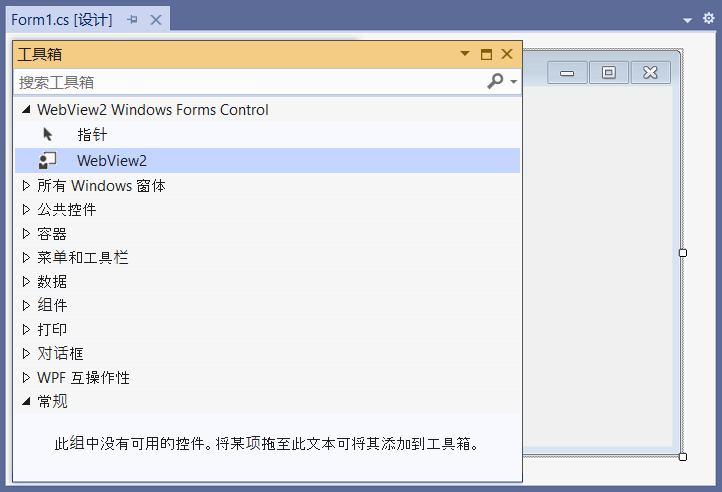 Form1.cs [设计]
工具箱
搜索工具箱
WebView2 Windows Forms Control
指针
WebView2
所有 Windows 窗体
公共控件
容器
菜单和工具栏
数据
组件
打印
对话框
WPF 互操作性
常规
此组中没有可用的控件。将某项拖至此文本可将其添加到工具箱。